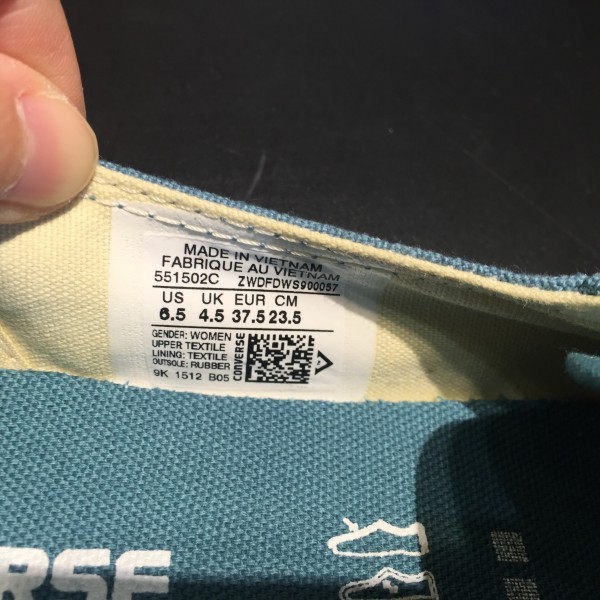 MADE IN VIETNAM
FABRIQUE AU VIETNAM
551502C ZWDFDWS900057
US UK EUR CM
6.5 4.5 37.5 23.5
GENDER: WOMEN
UPPER TEXTILE
LINING: TEXTILE
OUTSOLE: RUBBER
9K 1512 B05
CONVERSE
RSE